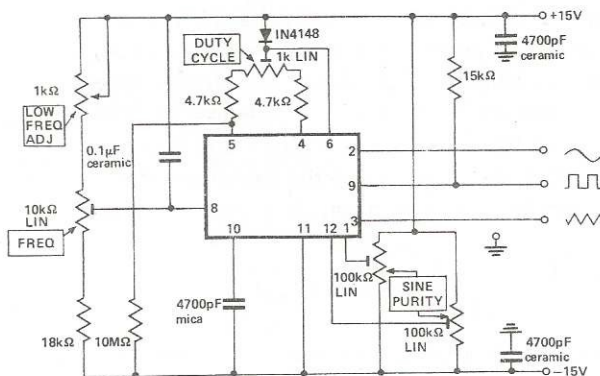 +15V
IN4148
4700pF
ceramic
DUTY
CYCLE
1k LIN
15kΩ
1kΩ
4.7kΩ
4.7kΩ
LOW
FREQ
ADJ
0.1μF
ceramic
5
4
6
2
9
8
3
10
11
12
1
10kΩ
LIN
FREQ
100kΩ
LIN
SINE
PURITY
4700pF
mica
100kΩ
LIN
18kΩ
10MΩ
4700pF
ceramic
−15V